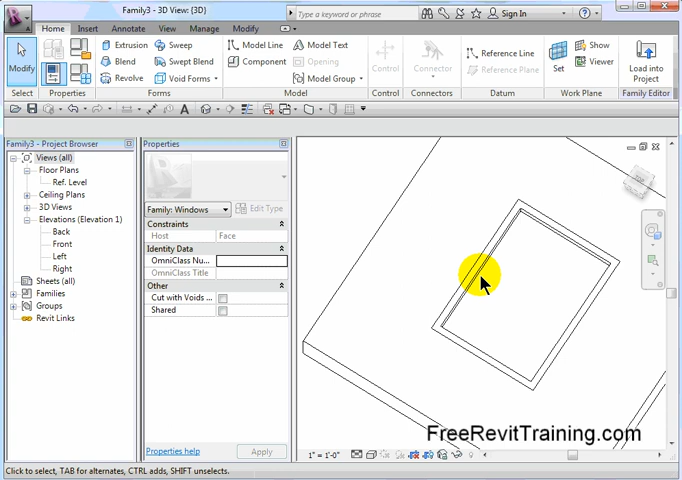 Family3 - 3D View: {3D}
Type a keyword or phrase
Sign In
Home Insert Annotate View Manage Modify
Modify
Extrusion Sweep
Blend Swept Blend
Revolve Void Forms
Model Line Model Text
Component Opening
Model Group
Control
Connector
Reference Line
Reference Plane
Set
Show
Viewer
Load into
Project
Select Properties Forms Model Control Connectors Datum Work Plane Family Editor
Family3 - Project Browser
Views (all)
Floor Plans
Ref. Level
Ceiling Plans
3D Views
Elevations (Elevation 1)
Back
Front
Left
Right
Sheets (all)
Families
Groups
Revit Links
Properties
Family: Windows
Edit Type
Constraints
Host Face
Identity Data
OmniClass Nu...
OmniClass Title
Other
Cut with Voids ...
Shared
Properties help
Apply
1" = 1'-0"
FreeRevitTraining.com
Click to select, TAB for alternates, CTRL adds, SHIFT unselects.